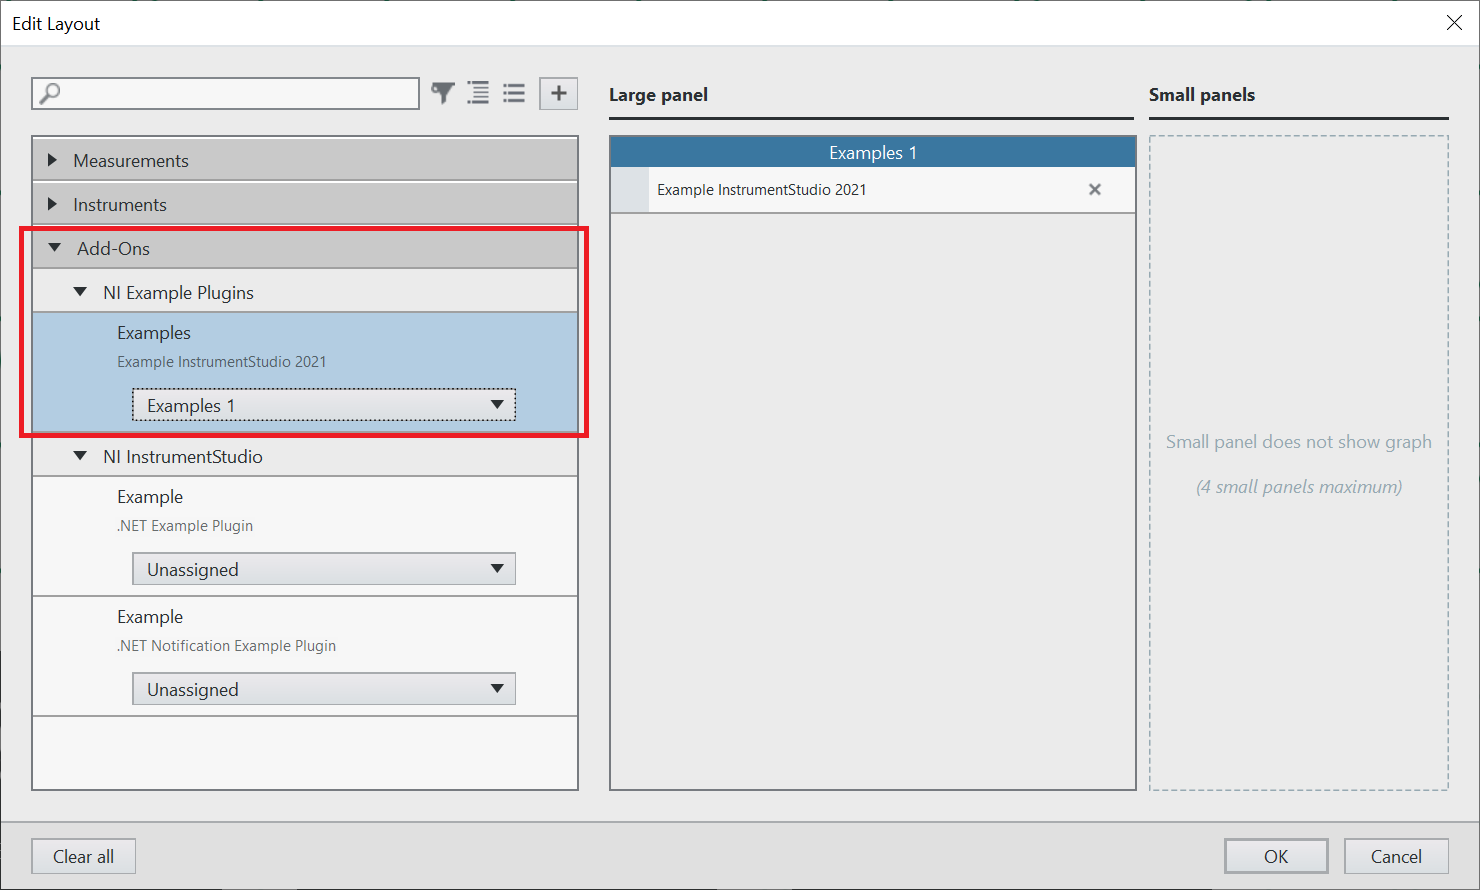 Edit Layout
Large panel
Small panels
Measurements
Instruments
Add-Ons
NI Example Plugins
Examples
Example InstrumentStudio 2021
Examples 1
NI InstrumentStudio
Example
.NET Example Plugin
Unassigned
Example
.NET Notification Example Plugin
Unassigned
Examples 1
Example InstrumentStudio 2021
Small panel does not show graph
(4 small panels maximum)
Clear all
OK
Cancel